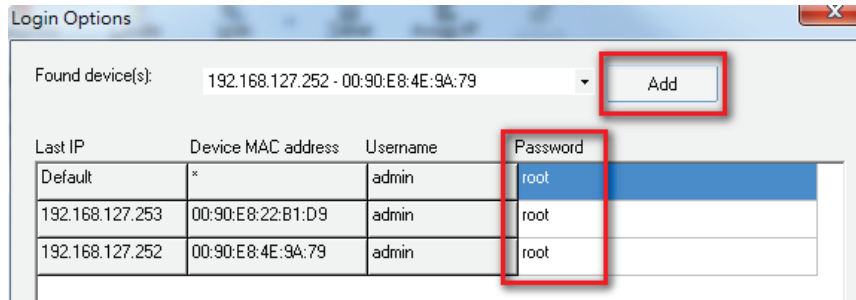 Login Options
Found device(s): 192.168.127.252 - 00:90:E8:4E:9A:79 Add
Last IP Device MAC address Username Password
Default * admin root
192.168.127.253 00:90:E8:22:B1:D9 admin root
192.168.127.252 00:90:E8:4E:9A:79 admin root